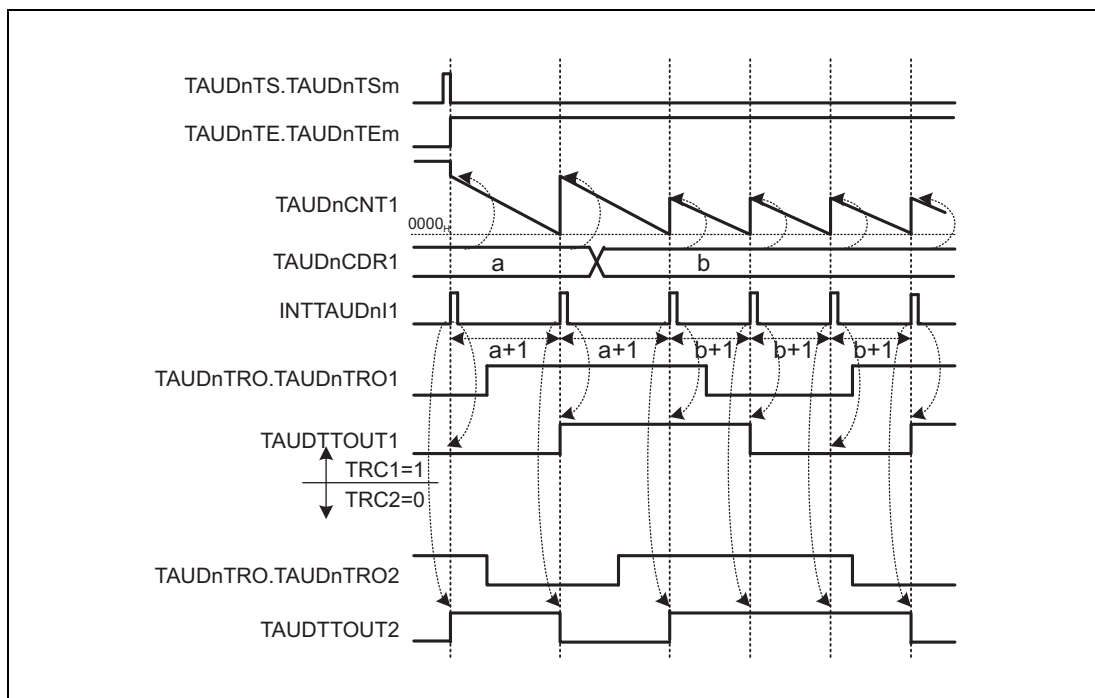 TAUDnTS.TAUDnTSm
TAUDnTE.TAUDnTEm
TAUDnCNT1
0000H
TAUDnCDR1
a
b
INTTAUDnI1
a+1
a+1
b+1
b+1
b+1
TAUDnTRO.TAUDnTRO1
TAUDTTOUT1
TRC1=1
TRC2=0
TAUDnTRO.TAUDnTRO2
TAUDTTOUT2